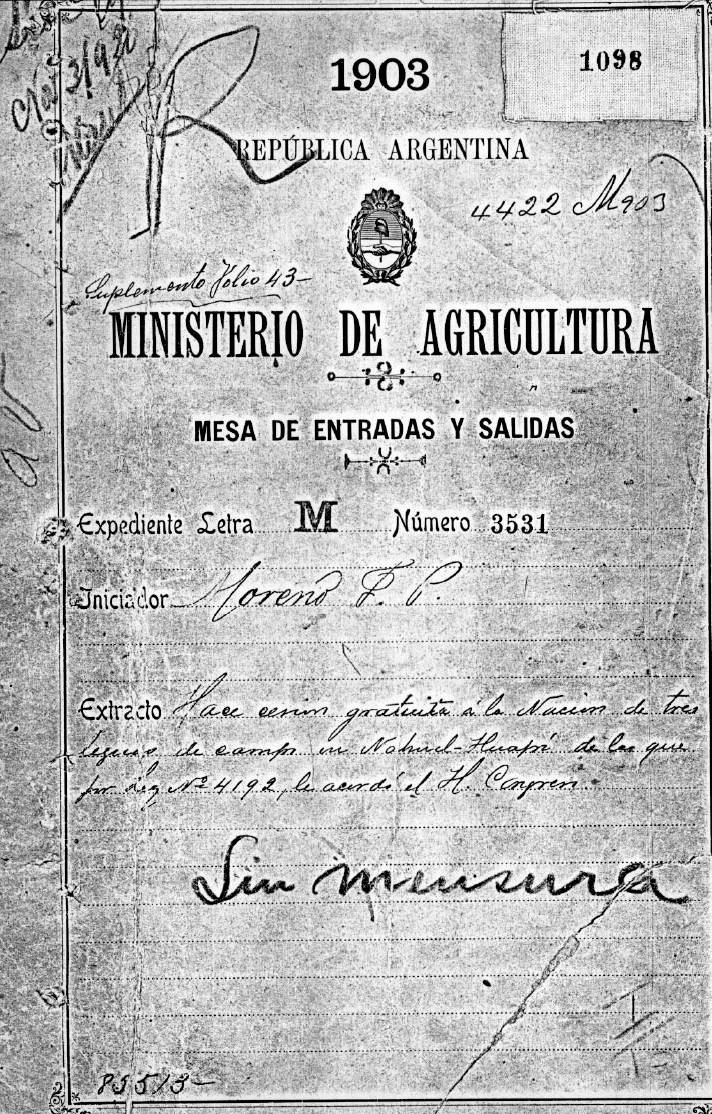 1903
1098
REPÚBLICA ARGENTINA
4422 M903
Suplemento folio 43-
MINISTERIO DE AGRICULTURA
MESA DE ENTRADAS Y SALIDAS
Expediente Letra M Número 3531
Iniciador Moreno F. P.
Extracto Hace cesion gratuita á la Nacion de tres
leguas de campo en Nahuel-Huapí de las que
por Ley Nº 4192, le acordó el H. Congreso
Sin mensura